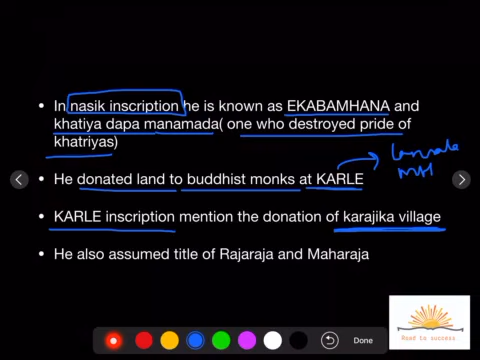 In nasik inscription he is known as EKABAMHANA and
khatiya dapa manamada( one who destroyed pride of
khatriyas)
He donated land to buddhist monks at KARLE
KARLE inscription mention the donation of karajika village
He also assumed title of Rajaraja and Maharaja
Done
Road to success